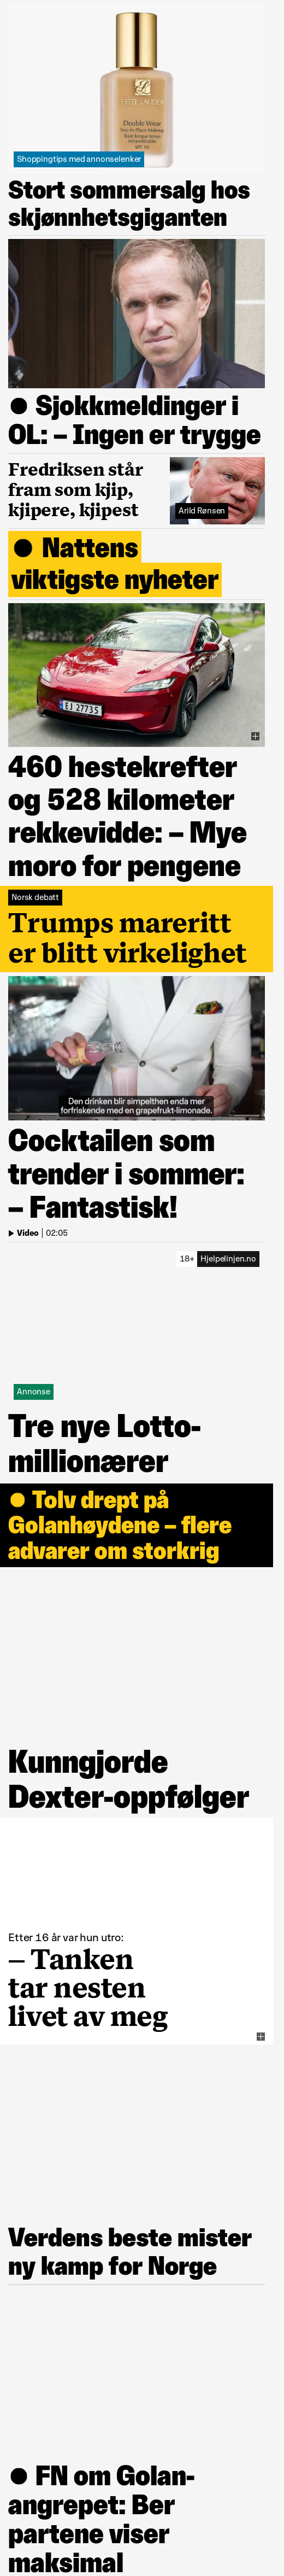 ESTEE LAUDER
Double Wear
Stay-in-Place Makeup
SPF 10
Shoppingtips med annonselenker
Stort sommersalg hos
skjønnhetsgiganten
● Sjokkmeldinger i
OL: – Ingen er trygge
Fredriksen står
fram som kjip,
kjipere, kjipest
Arild Rønsen
● Nattens
viktigste nyheter
EJ 27735
460 hestekrefter
og 528 kilometer
rekkevidde: – Mye
moro for pengene
Norsk debatt
Trumps mareritt
er blitt virkelighet
Den drinken blir simpelthen enda mer
forfriskende med en grapefrukt-limonade.
Cocktailen som
trender i sommer:
– Fantastisk!
Video | 02:05
18+ Hjelpelinjen.no
Annonse
Tre nye Lotto-
millionærer
● Tolv drept på
Golanhøydene – flere
advarer om storkrig
Kunngjorde
Dexter-oppfølger
Etter 16 år var hun utro:
– Tanken
tar nesten
livet av meg
Verdens beste mister
ny kamp for Norge
● FN om Golan-
angrepet: Ber
partene viser
maksimal